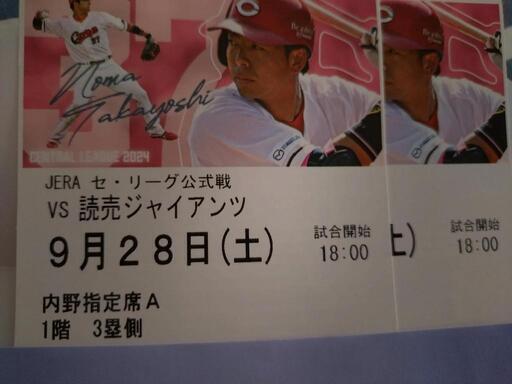 Carp
37
C
Noma
Takayoshi
CENTRAL LEAGUE 2024
JERA セ・リーグ公式戦
VS 読売ジャイアンツ
9月28日(土)
試合開始
18:00
内野指定席A
1階 3塁側
土)
試合開始
18:00